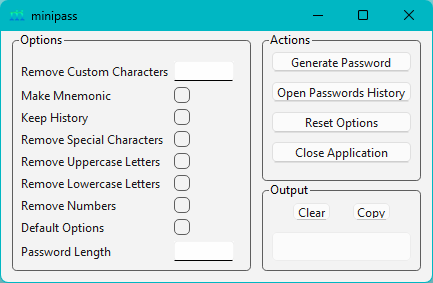 minipass
Options
Remove Custom Characters
Make Mnemonic
Keep History
Remove Special Characters
Remove Uppercase Letters
Remove Lowercase Letters
Remove Numbers
Default Options
Password Length
Actions
Generate Password
Open Passwords History
Reset Options
Close Application
Output
Clear Copy